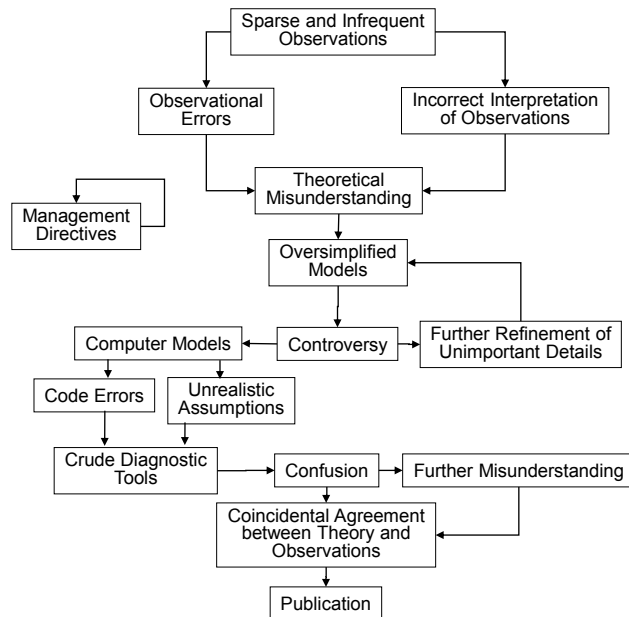 Sparse and Infrequent
Observations
Observational
Errors
Incorrect Interpretation
of Observations
Theoretical
Misunderstanding
Management
Directives
Oversimplified
Models
Computer Models
Controversy
Further Refinement of
Unimportant Details
Code Errors
Unrealistic
Assumptions
Crude Diagnostic
Tools
Confusion
Further Misunderstanding
Coincidental Agreement
between Theory and
Observations
Publication